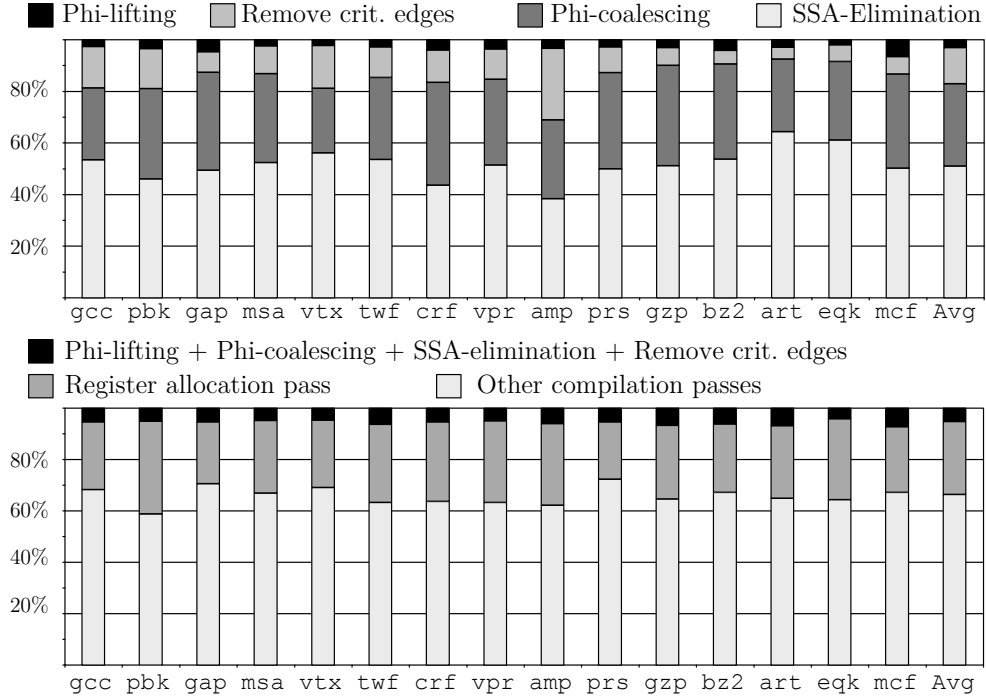 Phi-lifting Remove crit. edges Phi-coalescing SSA-Elimination
80%
60%
40%
20%
gcc pbk gap msa vtx twf crf vpr amp prs gzp bz2 art eqk mcf Avg
Phi-lifting + Phi-coalescing + SSA-elimination + Remove crit. edges
Register allocation pass Other compilation passes
80%
60%
40%
20%
gcc pbk gap msa vtx twf crf vpr amp prs gzp bz2 art eqk mcf Avg